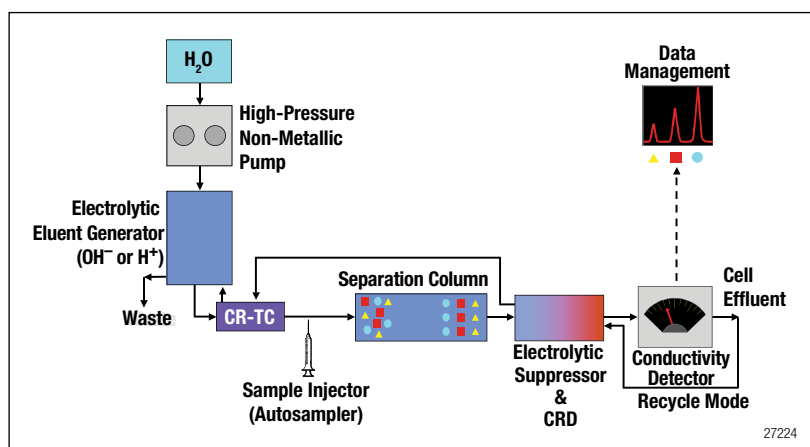 H₂O
High-Pressure
Non-Metallic
Pump
Electrolytic
Eluent Generator
(OH⁻ or H⁺)
Waste
CR-TC
Sample Injector
(Autosampler)
Separation Column
Electrolytic
Suppressor
&
CRD
Data
Management
Cell
Effluent
Conductivity
Detector
Recycle Mode
27224